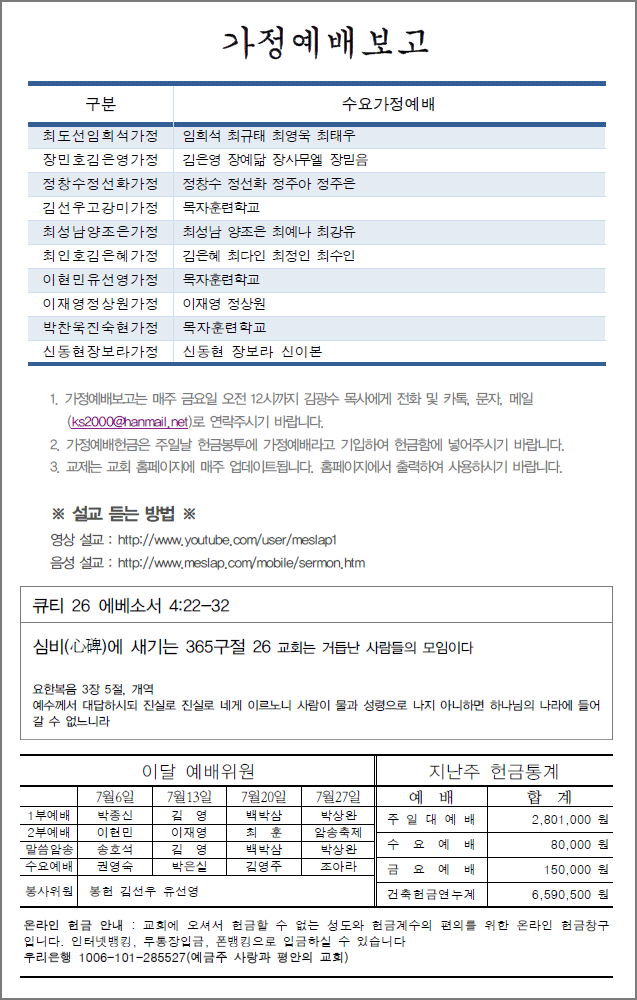 가정예배보고
구분 수요가정예배
최도선임희석가정 임희석 최규태 최영욱 최태우
장민호김은영가정 김은영 장예닮 장사무엘 장믿음
정창수정선화가정 정창수 정선화 정주아 정주은
김선우고강미가정 목자훈련학교
최성남양조은가정 최성남 양조은 최예나 최강유
최인호김은혜가정 김은혜 최다인 최정인 최수인
이현민유선영가정 목자훈련학교
이재영정상원가정 이재영 정상원
박찬욱진숙현가정 목자훈련학교
신동현장보라가정 신동현 장보라 신이본
1. 가정예배보고는 매주 금요일 오전 12시까지 김광수 목사에게 전화 및 카톡, 문자, 메일
(ks2000@hanmail.net)로 연락주시기 바랍니다.
2. 가정예배헌금은 주일날 헌금봉투에 가정예배라고 기입하여 헌금함에 넣어주시기 바랍니다.
3. 교제는 교회 홈페이지에 매주 업데이트됩니다. 홈페이지에서 출력하여 사용하시기 바랍니다.
※ 설교 듣는 방법 ※
영상 설교 : http://www.youtube.com/user/meslap1
음성 설교 : http://www.meslap.com/mobile/sermon.htm
큐티 26 에베소서 4:22-32
심비(心碑)에 새기는 365구절 26 교회는 거듭난 사람들의 모임이다
요한복음 3장 5절, 개역
예수께서 대답하시되 진실로 진실로 네게 이르노니 사람이 물과 성령으로 나지 아니하면 하나님의 나라에 들어
갈 수 없느니라
이달 예배위원
7월6일 7월13일 7월20일 7월27일
1부예배 박종신 김 영 백박삼 박상완
2부예배 이현민 이재영 최 훈 암송축제
말씀암송 송호석 김 영 백박삼 박상완
수요예배 권영숙 박은실 김영주 조아라
봉사위원 봉헌 김선우 유선영
지난주 헌금통계
예 배 합 계
주 일 대 예 배 2,801,000 원
수 요 예 배 80,000 원
금 요 예 배 150,000 원
건축헌금연누계 6,590,500 원
온라인 헌금 안내 : 교회에 오셔서 헌금할 수 없는 성도와 헌금계수의 편의를 위한 온라인 헌금창구
입니다. 인터넷뱅킹, 무통장입금, 폰뱅킹으로 입금하실 수 있습니다
우리은행 1006-101-285527(예금주 사랑과 평안의 교회)